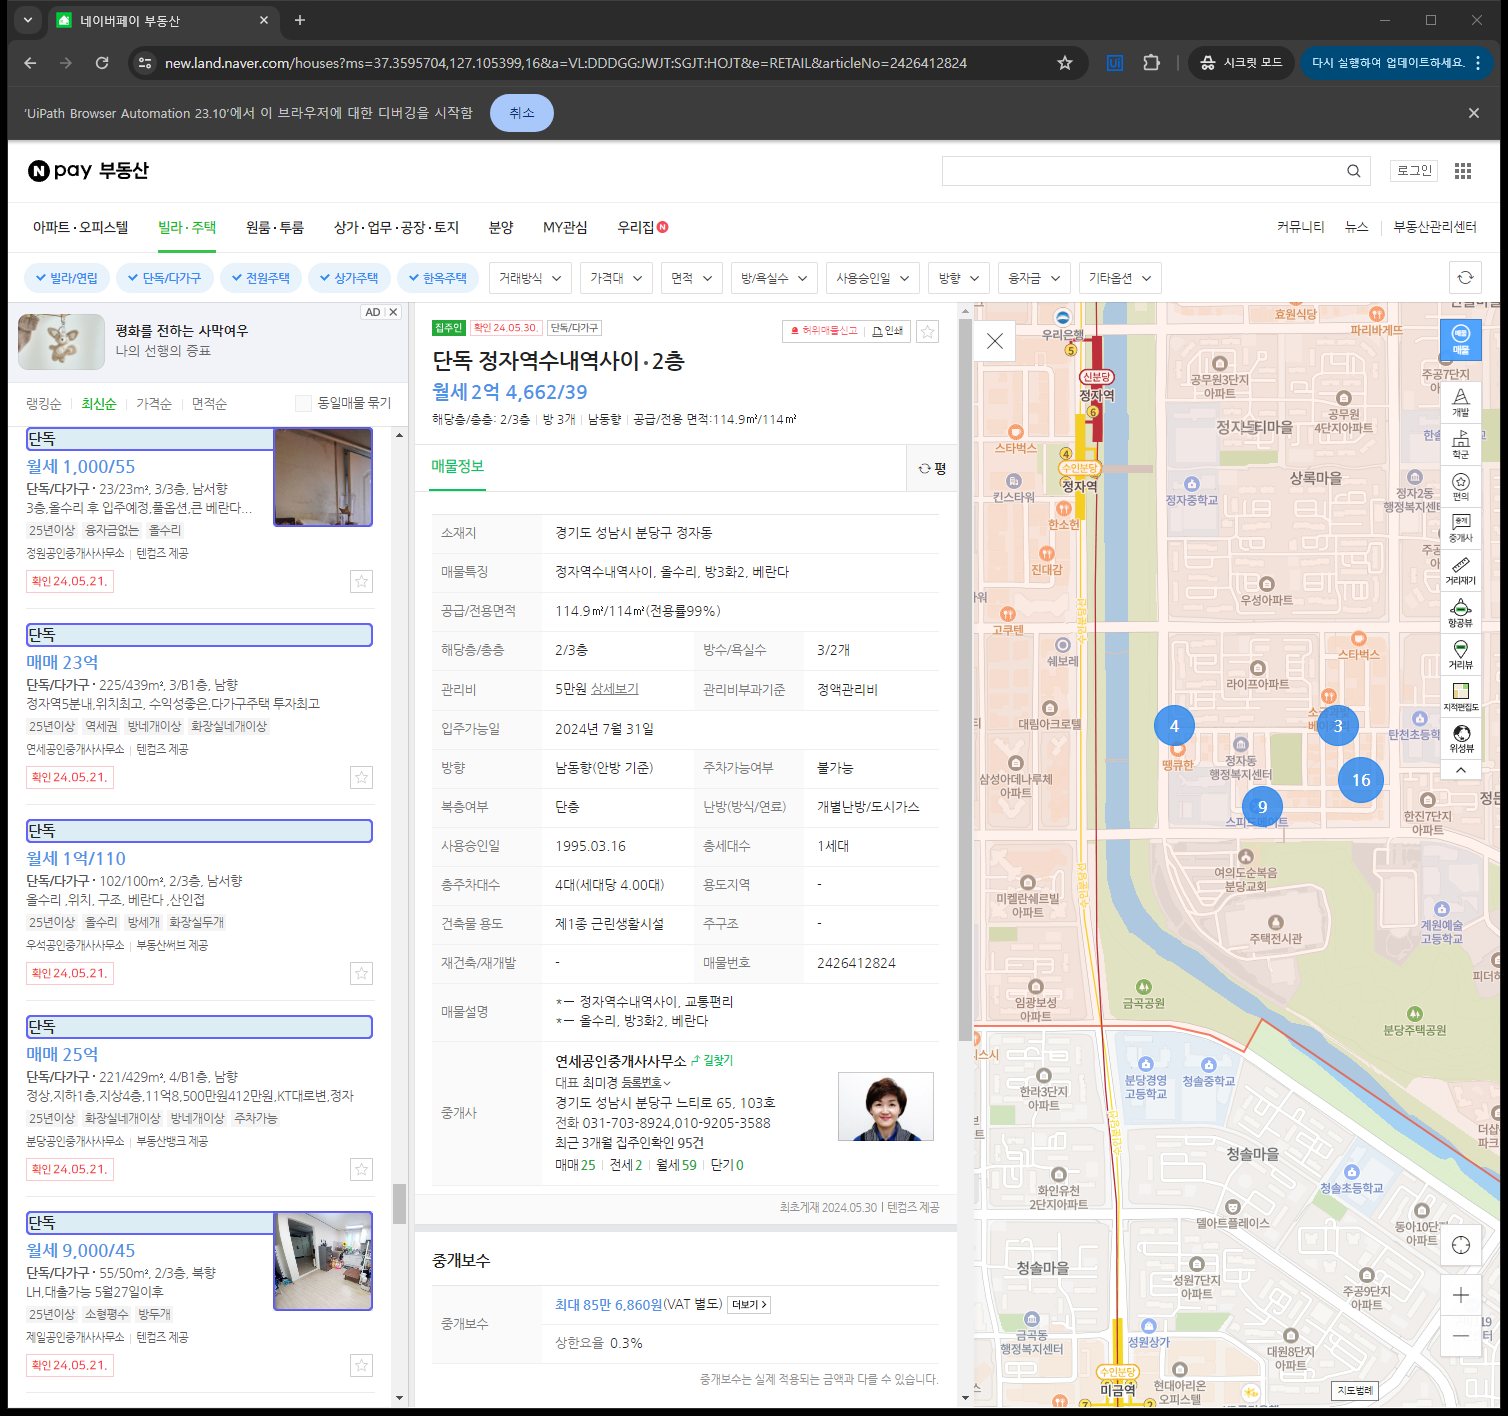 네이버페이 부동산
new.land.naver.com/houses?ms=37.3595704,127.105399,16&a=VL:DDDGG:JWJT:SGJT:HOJT&e=RETAIL&articleNo=2426412824
시크릿 모드
다시 실행하여 업데이트하세요.
'UiPath Browser Automation 23.10'에서 이 브라우저에 대한 디버깅을 시작함
취소
N pay 부동산
로그인
아파트·오피스텔
빌라·주택
원룸·투룸
상가·업무·공장·토지
분양
MY관심
우리집 N
커뮤니티
뉴스
부동산관리센터
빌라/연립
단독/다가구
전원주택
상가주택
한옥주택
거래방식
가격대
면적
방/욕실수
사용승인일
방향
융자금
기타옵션
AD
평화를 전하는 사막여우
나의 선행의 증표
랭킹순
최신순
가격순
면적순
동일매물 묶기
단독
월세 1,000/55
단독/다가구 · 23/23m², 3/3층, 남서향
3층,올수리 후 입주예정,풀옵션,큰 베란다...
25년이상 융자금없는 올수리
정원공인중개사사무소 | 텐컴즈 제공
확인 24.05.21.
단독
매매 23억
단독/다가구 · 225/439m², 3/B1층, 남향
정자역5분내,위치최고, 수익성좋은,다가구주택 투자최고
25년이상 역세권 방네개이상 화장실네개이상
연세공인중개사사무소 | 텐컴즈 제공
확인 24.05.21.
단독
월세 1억/110
단독/다가구 · 102/100m², 2/3층, 남서향
올수리 ,위치, 구조, 베란다 ,산인접
25년이상 올수리 방세개 화장실두개
우석공인중개사사무소 | 부동산써브 제공
확인 24.05.21.
단독
매매 25억
단독/다가구 · 221/429m², 4/B1층, 남향
정상,지하1층,지상4층,11억8,500만원412만원,KT대로변,정자
25년이상 화장실네개이상 방네개이상 주차가능
분당공인중개사사무소 | 부동산뱅크 제공
확인 24.05.21.
단독
월세 9,000/45
단독/다가구 · 55/50m², 2/3층, 북향
LH,대출가능 5월27일이후
25년이상 소형평수 방두개
제일공인중개사사무소 | 텐컴즈 제공
확인 24.05.21.
집주인 확인 24.05.30. 단독/다가구
허위매물신고
인쇄
단독 정자역수내역사이 · 2층
월세 2억 4,662/39
해당층/총층: 2/3층 | 방 3개 | 남동향 | 공급/전용 면적:114.9㎡/114㎡
매물정보
평
소재지 경기도 성남시 분당구 정자동
매물특징 정자역수내역사이, 올수리, 방3화2, 베란다
공급/전용면적 114.9㎡/114㎡(전용률99%)
해당층/총층 2/3층 방수/욕실수 3/2개
관리비 5만원 상세보기 관리비부과기준 정액관리비
입주가능일 2024년 7월 31일
방향 남동향(안방 기준) 주차가능여부 불가능
복층여부 단층 난방(방식/연료) 개별난방/도시가스
사용승인일 1995.03.16 총세대수 1세대
총주차대수 4대(세대당 4.00대) 용도지역 -
건축물 용도 제1종 근린생활시설 주구조 -
재건축/재개발 - 매물번호 2426412824
매물설명
*ㅡ 정자역수내역사이, 교통편리
*ㅡ 올수리, 방3화2, 베란다
중개사
연세공인중개사사무소 길찾기
대표 최미경 등록번호
경기도 성남시 분당구 느티로 65, 103호
전화 031-703-8924,010-9205-3588
최근 3개월 집주인확인 95건
매매 25 | 전세 2 | 월세 59 | 단기 0
최초게재 2024.05.30 | 텐컴즈 제공
중개보수
중개보수
최대 85만 6,860원(VAT 별도) 더보기
상한요율 0.3%
중개보수는 실제 적용되는 금액과 다를 수 있습니다.
우리은행
5
신분당
정자역
6
4
수인분당
정자역
효원식당
파리바게뜨
공무원3단지
아파트
주공7단지
아파트
공무원
4단지아파트
느티마을
스타벅스
킨스타워
한소헌
진대감
정자중학교
상록마을
정자2동
고쿠텐
쉐보레
우성아파트
스타벅스
라이프아파트
대림아크로텔
4
3
16
9
땡큐한
정자동
행정복지센터
탄천초등학
삼성아데나루체
아파트
한진7단지
아파트
여의도순복음
분당교회
미켈란쉐르빌
아파트
주택전시관
계원예술
고등학교
임광보성
아파트
금곡공원
분당주택공원
분당경영
고등학교
청솔중학교
한라3단지
아파트
청솔마을
청솔초등학교
화인유천
2단지아파트
델아트플레이스
동아10단지
아파트
청솔마을
성원7단지
아파트
주공9단지
아파트
금곡동
행정복지센터
성원상가
대원8단지
아파트
수인분당
미금역
현대아리온
오피스텔
매물
매물
개발
학군
편의
중개사
거리재기
항공뷰
거리뷰
지적편집도
위성뷰
지도범례